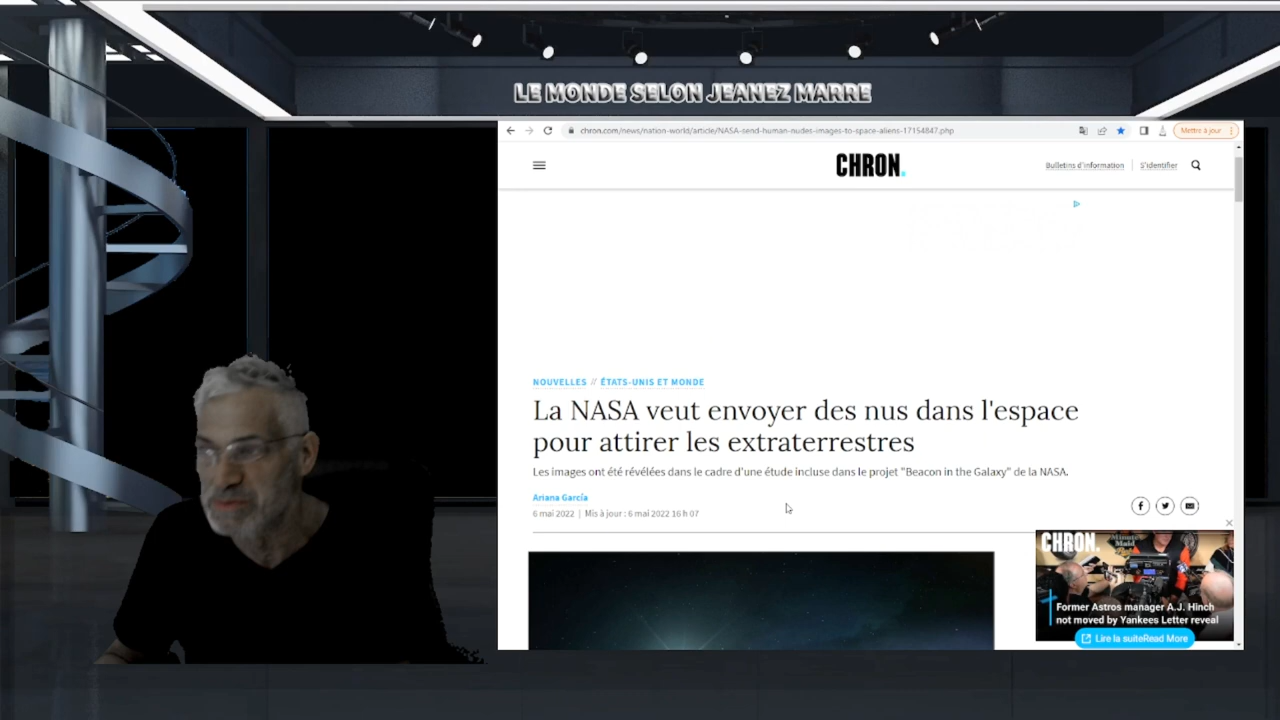 LE MONDE SELON JEANEZ MARRE
chron.com/news/nation-world/article/NASA-send-human-nudes-images-to-space-aliens-17154847.php
Mettre à jour
CHRON.
Bulletins d'information
S'identifier
NOUVELLES // ÉTATS-UNIS ET MONDE
La NASA veut envoyer des nus dans l'espace
pour attirer les extraterrestres
Les images ont été révélées dans le cadre d'une étude incluse dans le projet "Beacon in the Galaxy" de la NASA.
Ariana García
6 mai 2022 | Mis à jour : 6 mai 2022 16 h 07
CHRON.
Minute
Maid
Former Astros manager A.J. Hinch
not moved by Yankees Letter reveal
Lire la suiteRead More